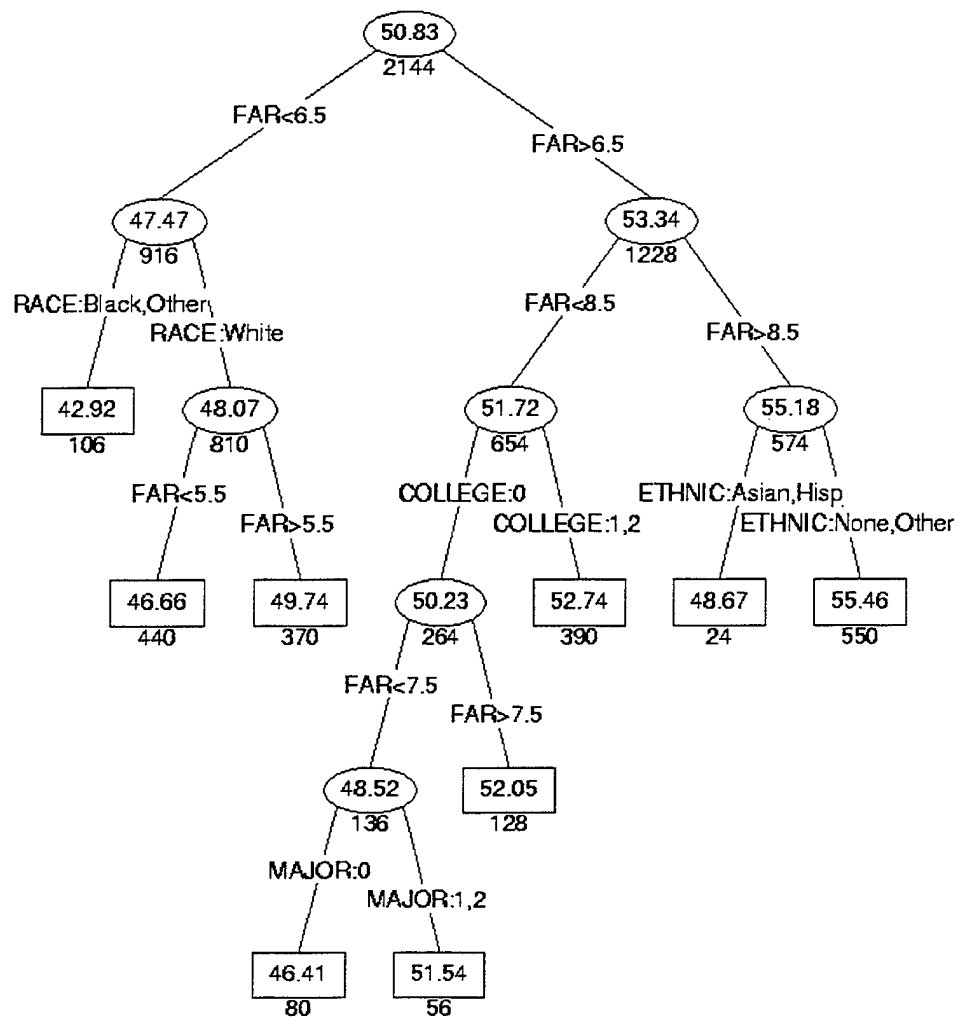 50.83
2144
FAR<6.5
FAR>6.5
47.47
916
53.34
1228
RACE:Black,Other
RACE:White
FAR<8.5
FAR>8.5
42.92
106
48.07
810
51.72
654
55.18
574
FAR<5.5
FAR>5.5
COLLEGE:0
COLLEGE:1,2
ETHNIC:Asian,Hisp
ETHNIC:None,Other
46.66
440
49.74
370
50.23
264
52.74
390
48.67
24
55.46
550
FAR<7.5
FAR>7.5
48.52
136
52.05
128
MAJOR:0
MAJOR:1,2
46.41
80
51.54
56